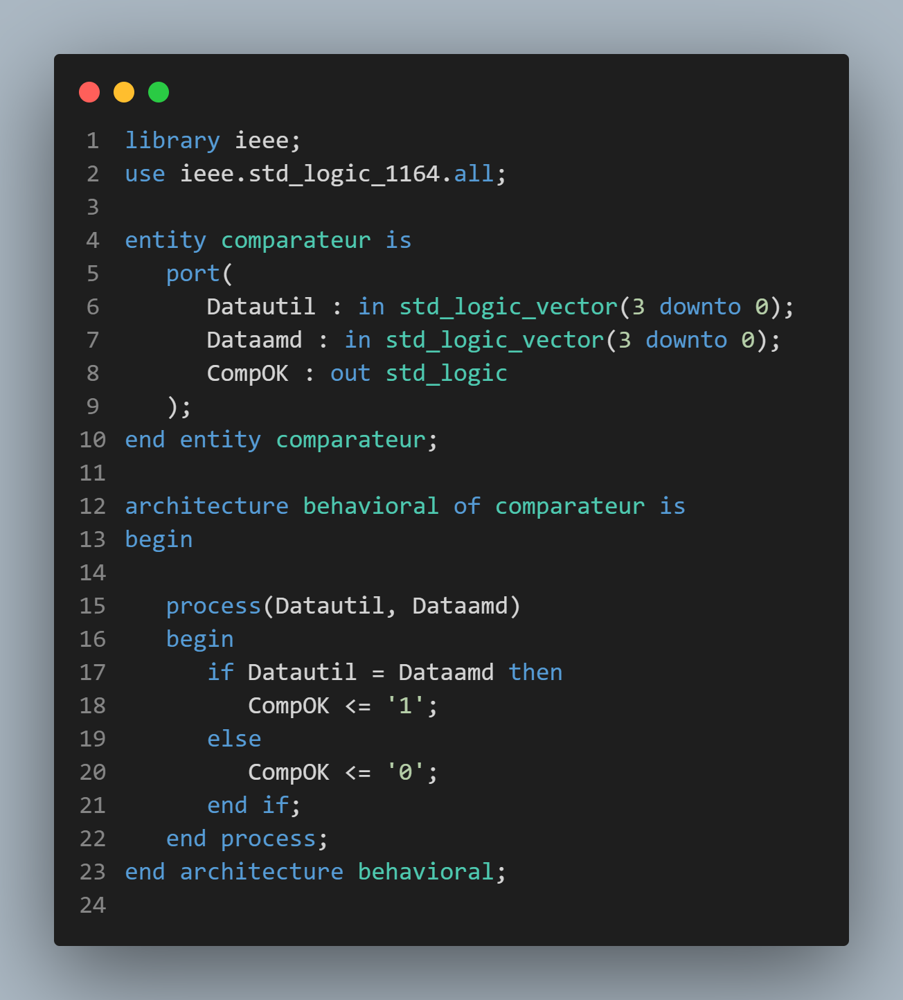 1 library ieee;
2 use ieee.std_logic_1164.all;
3
4 entity comparateur is
5    port(
6       Datautil : in std_logic_vector(3 downto 0);
7       Dataamd : in std_logic_vector(3 downto 0);
8       CompOK : out std_logic
9    );
10 end entity comparateur;
11
12 architecture behavioral of comparateur is
13 begin
14
15    process(Datautil, Dataamd)
16    begin
17       if Datautil = Dataamd then
18          CompOK <= '1';
19       else
20          CompOK <= '0';
21       end if;
22    end process;
23 end architecture behavioral;
24